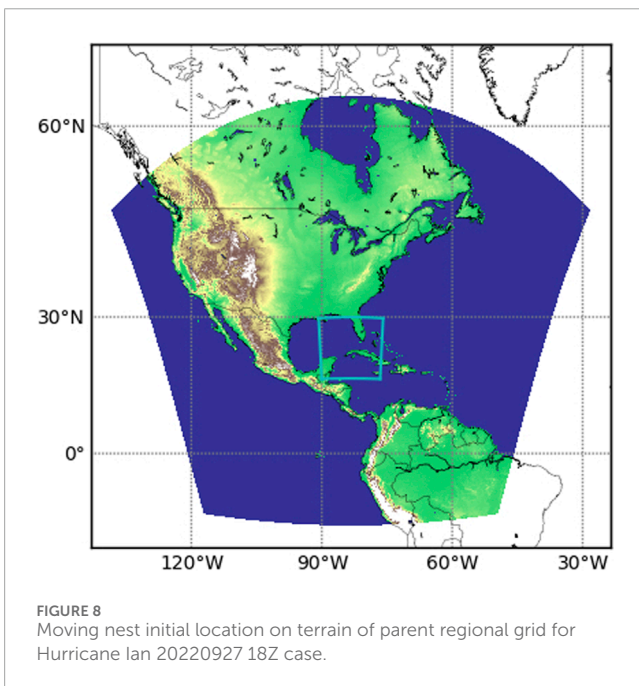 60°N
30°N
0°
120°W 90°W 60°W 30°W
FIGURE 8
Moving nest initial location on terrain of parent regional grid for
Hurricane Ian 20220927 18Z case.